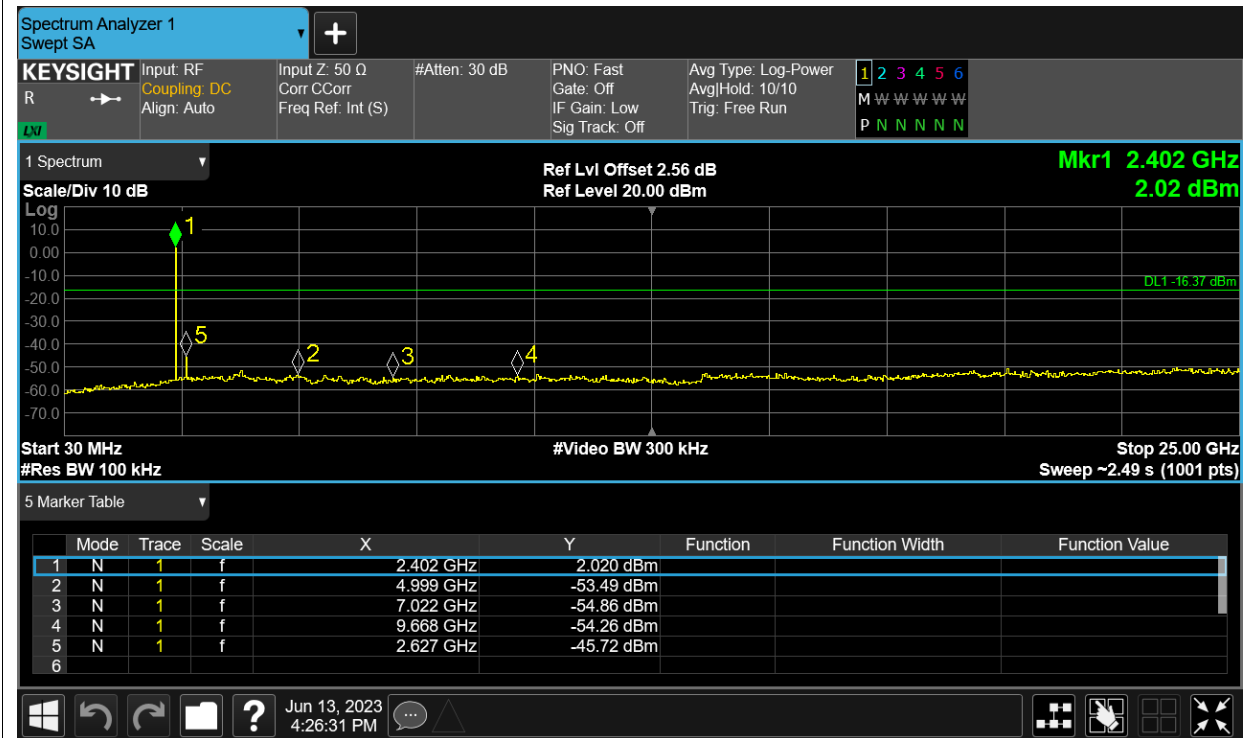 Spectrum Analyzer 1
Swept SA
KEYSIGHT
R
LXI
Input: RF
Coupling: DC
Align: Auto
Input Z: 50 Ω
Corr CCorr
Freq Ref: Int (S)
#Atten: 30 dB
PNO: Fast
Gate: Off
IF Gain: Low
Sig Track: Off
Avg Type: Log-Power
Avg|Hold: 10/10
Trig: Free Run
1 2 3 4 5 6
M W W W W W
P N N N N N
1 Spectrum
Scale/Div 10 dB
Ref Lvl Offset 2.56 dB
Ref Level 20.00 dBm
Mkr1 2.402 GHz
2.02 dBm
Log
10.0
0.00
-10.0
-20.0
-30.0
-40.0
-50.0
-60.0
-70.0
1
5
2
3
4
DL1 -16.37 dBm
Start 30 MHz
#Res BW 100 kHz
#Video BW 300 kHz
Stop 25.00 GHz
Sweep ~2.49 s (1001 pts)
5 Marker Table
Mode Trace Scale X Y Function Function Width Function Value
1 N 1 f 2.402 GHz 2.020 dBm
2 N 1 f 4.999 GHz -53.49 dBm
3 N 1 f 7.022 GHz -54.86 dBm
4 N 1 f 9.668 GHz -54.26 dBm
5 N 1 f 2.627 GHz -45.72 dBm
6
?
Jun 13, 2023
4:26:31 PM